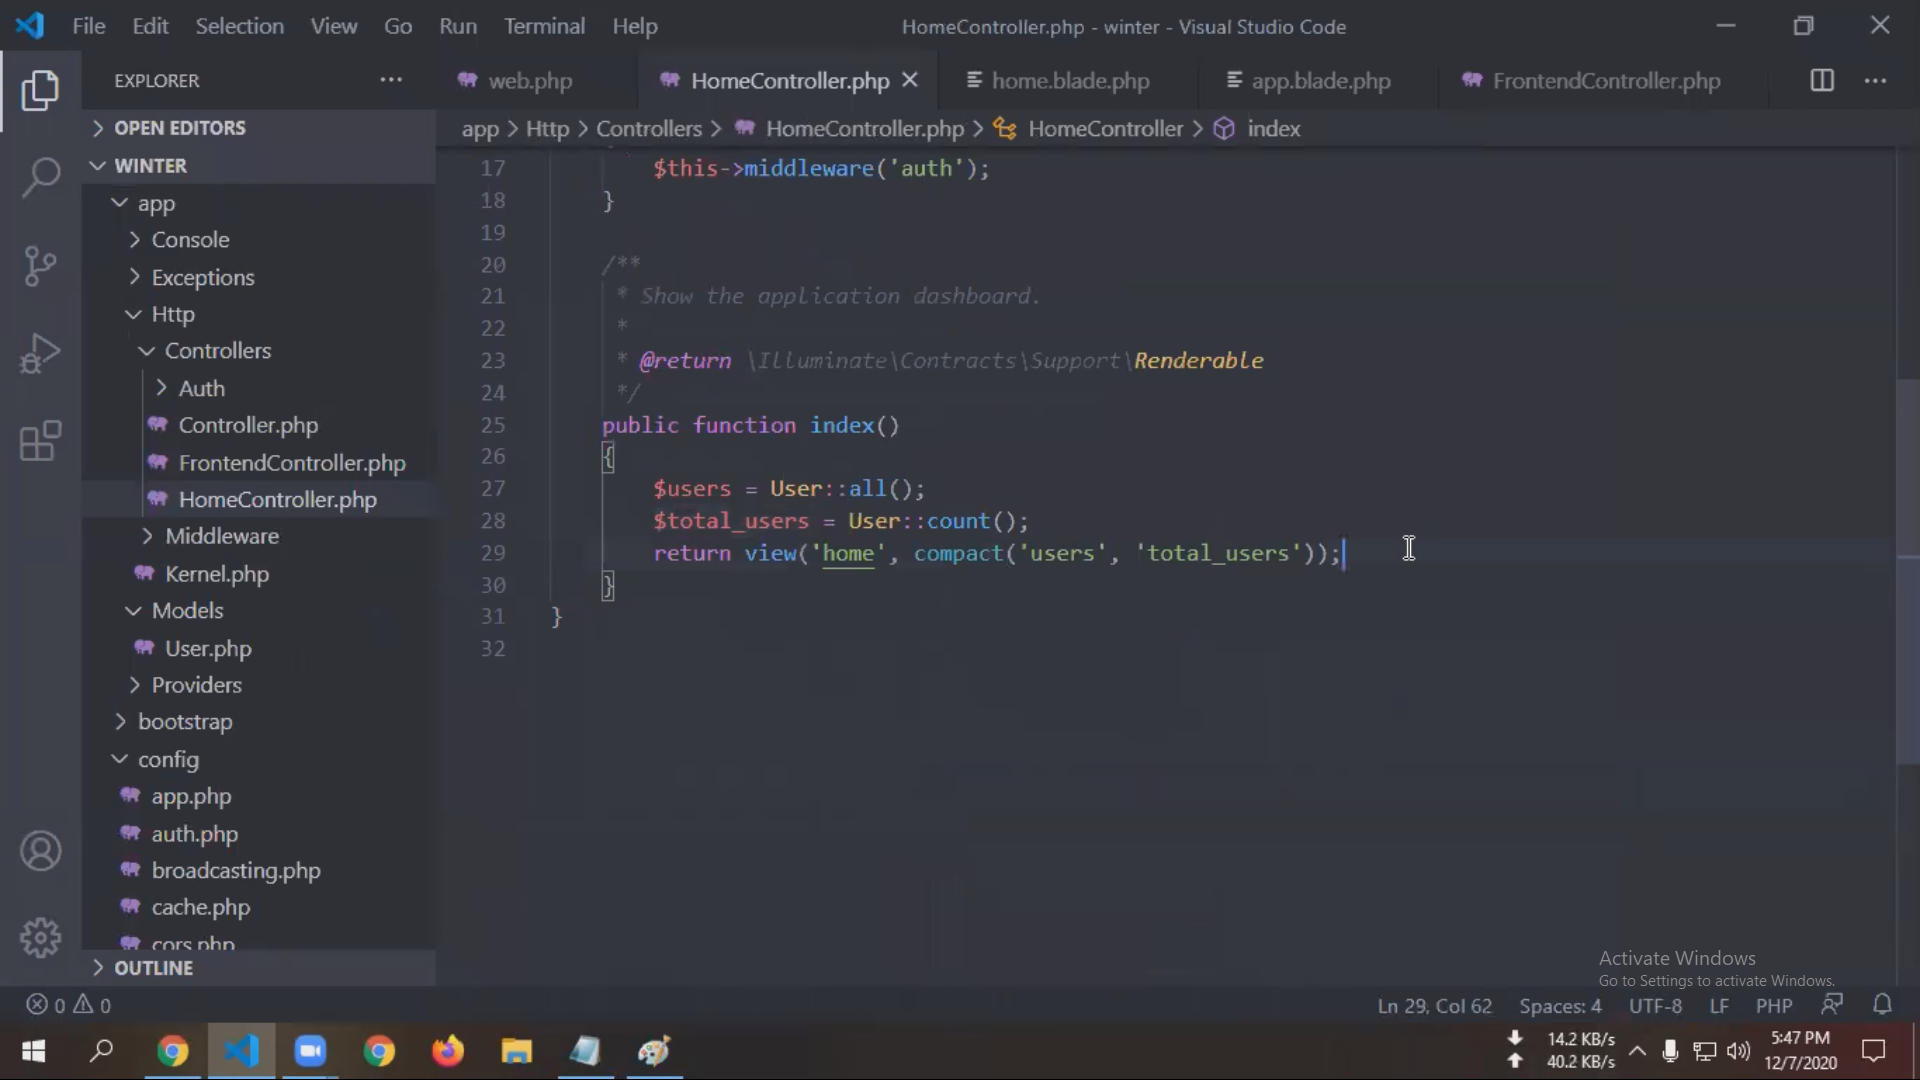 File Edit Selection View Go Run Terminal Help
HomeController.php - winter - Visual Studio Code
EXPLORER
web.php
HomeController.php
home.blade.php
app.blade.php
FrontendController.php
OPEN EDITORS
WINTER
app
Console
Exceptions
Http
Controllers
Auth
Controller.php
FrontendController.php
HomeController.php
Middleware
Kernel.php
Models
User.php
Providers
bootstrap
config
app.php
auth.php
broadcasting.php
cache.php
cors.php
OUTLINE
app > Http > Controllers > HomeController.php > HomeController > index
17 $this->middleware('auth');
18 }
19
20 /**
21 * Show the application dashboard.
22 *
23 * @return \Illuminate\Contracts\Support\Renderable
24 */
25 public function index()
26 {
27 $users = User::all();
28 $total_users = User::count();
29 return view('home', compact('users', 'total_users'));
30 }
31 }
32
Activate Windows
Go to Settings to activate Windows.
0 0
Ln 29, Col 62 Spaces: 4 UTF-8 LF PHP
14.2 KB/s
40.2 KB/s
5:47 PM
12/7/2020